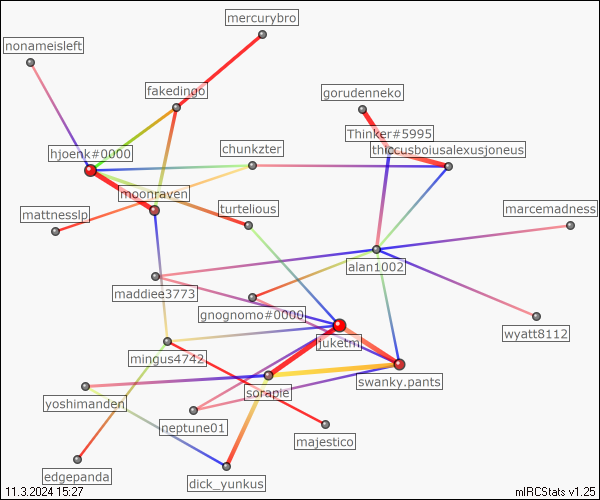 mercurybro
nonameisleft
fakedingo
gorudenneko
Thinker#5995
chunkzter
thiccusboiusalexusjoneus
hjoenk#0000
moonraven
mattnesslp
turtelious
marcemadness
alan1002
maddiee3773
gnognomo#0000
wyatt8112
juketm
mingus4742
swanky.pants
sorapie
yoshimanden
neptune01
majestico
edgepanda
dick_yunkus
11.3.2024 15:27
mIRCStats v1.25